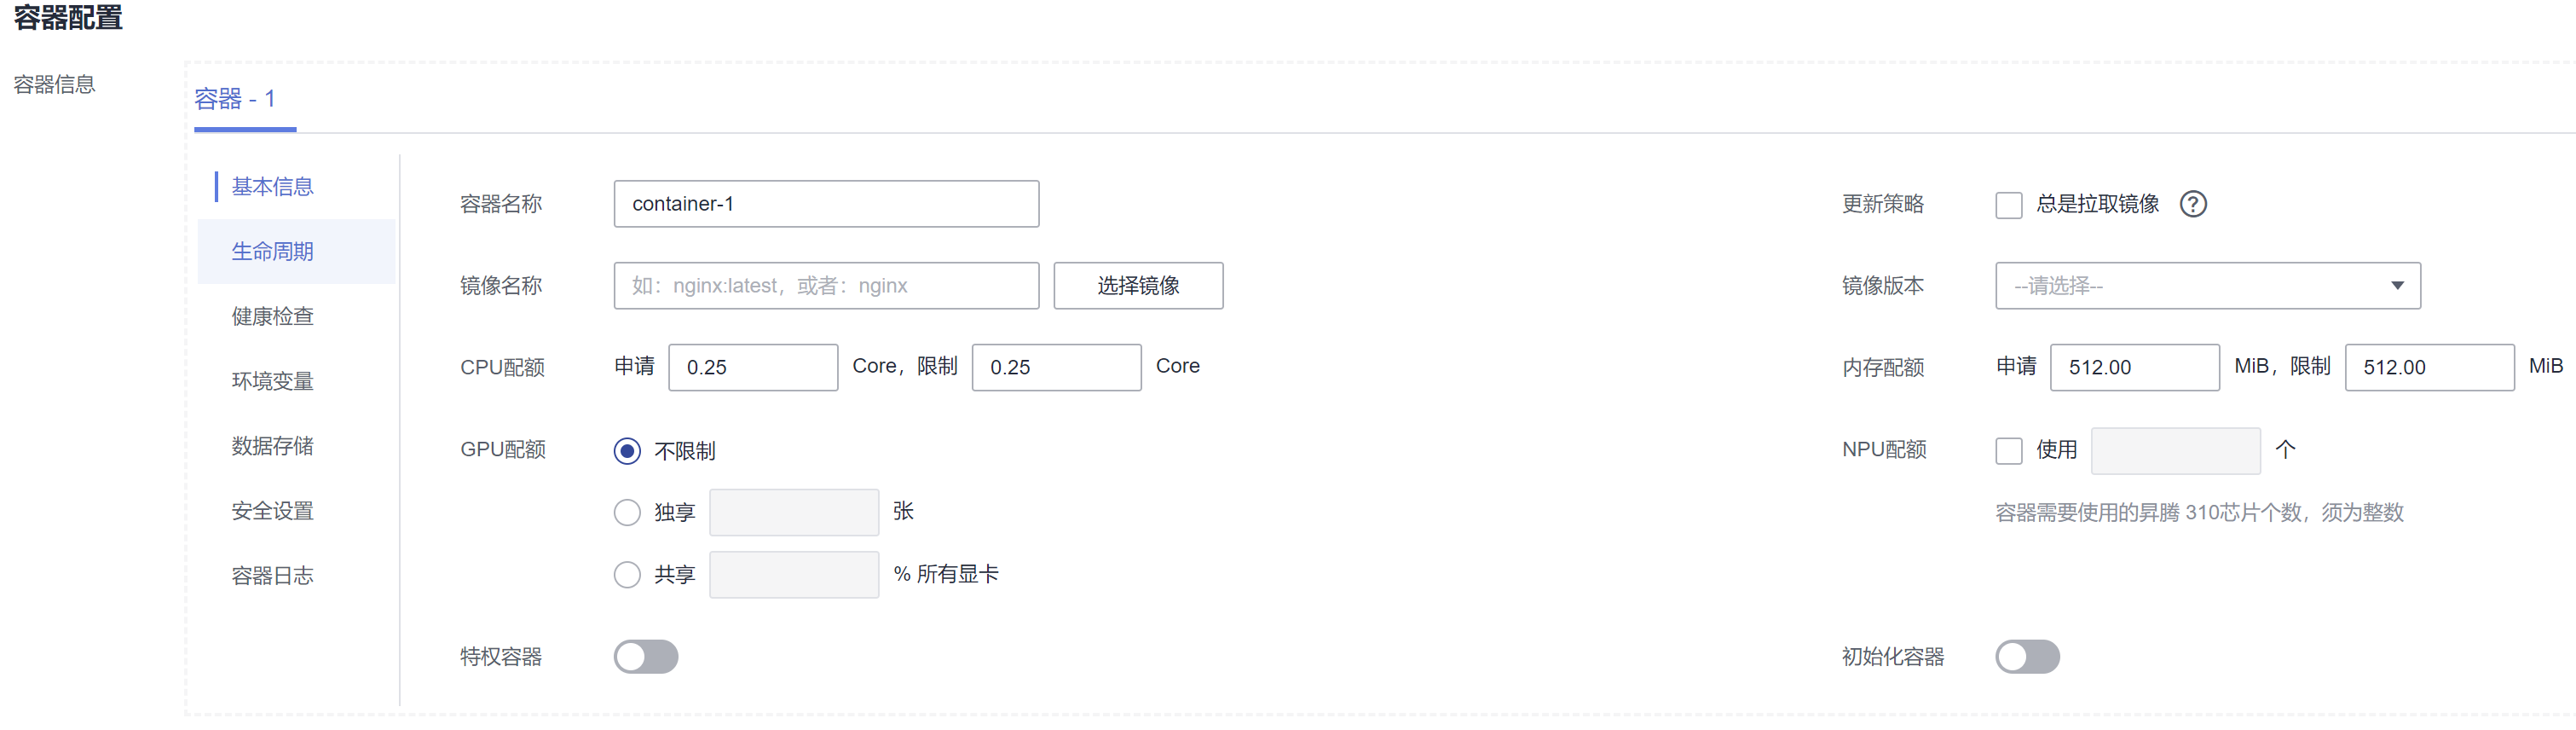 容器配置
容器信息
容器 - 1
基本信息
生命周期
健康检查
环境变量
数据存储
安全设置
容器日志
容器名称 container-1 更新策略 总是拉取镜像 ?
镜像名称 如：nginx:latest，或者：nginx 选择镜像 镜像版本 --请选择--
CPU配额 申请 0.25 Core，限制 0.25 Core 内存配额 申请 512.00 MiB，限制 512.00 MiB
GPU配额 不限制 NPU配额 使用 个
独享 张 容器需要使用的昇腾 310芯片个数，须为整数
共享 % 所有显卡
特权容器 初始化容器